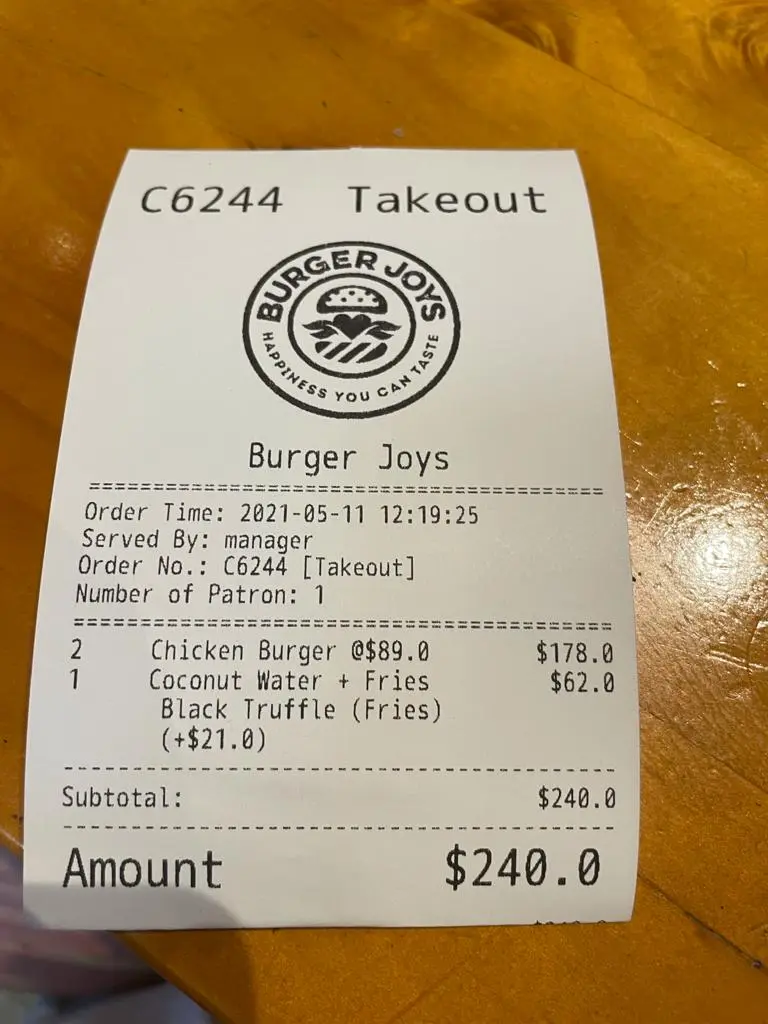 C6244 Takeout
BURGER JOYS
HAPPINESS YOU CAN TASTE
Burger Joys
==========================================
Order Time: 2021-05-11 12:19:25
Served By: manager
Order No.: C6244 [Takeout]
Number of Patron: 1
==========================================
2 Chicken Burger @$89.0 $178.0
1 Coconut Water + Fries $62.0
Black Truffle (Fries)
(+$21.0)
------------------------------------------
Subtotal: $240.0
------------------------------------------
Amount $240.0